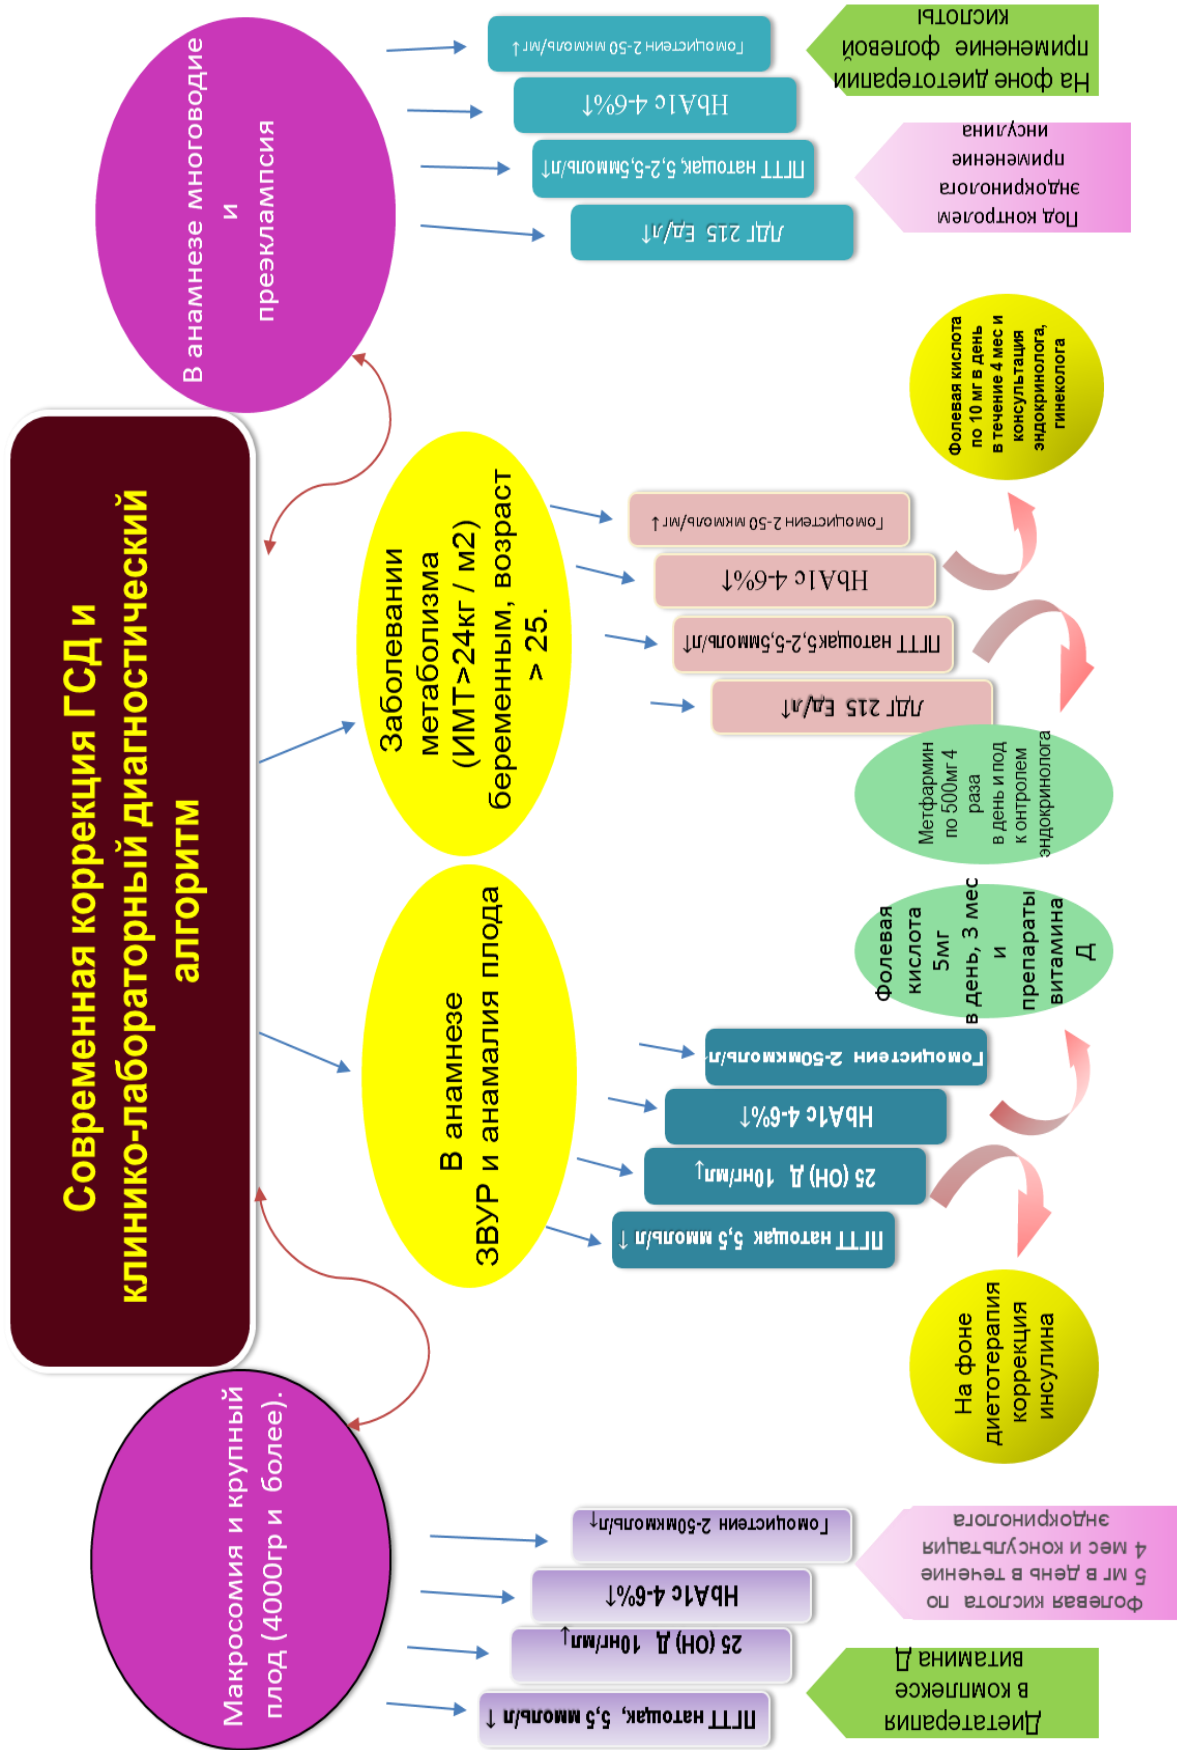 Современная коррекция ГСД и
клинико-лабораторный диагностический
алгоритм
Макросомия и крупный
плод (4000гр и более).
ПГТТ натощак, 5,5 ммоль/л ↑
25 (ОН) Д 10нг/мл↓
HbA1c 4-6%↑
Гомоцистеин 2-50мкмоль/л↑
Диетатерапия
в комплексе
витамина Д
Фолевая кислота по
5 мг в день в течение
4 мес и консультация
эндокринолога
В анамнезе
ЗВУР и анамалия плода
ПГТТ натощак 5,5 ммоль/л ↑
25 (ОН) Д 10нг/мл↓
HbA1c 4-6%↑
Гомоцистеин 2-50мкмоль/л
На фоне
диетотерапия
коррекция
инсулина
Фолевая
кислота
5мг
в день, 3 мес
и
препараты
витамина
Д
Заболевании
метаболизма
(ИМТ>24кг / м2)
беременным, возраст
> 25.
ЛДГ 215 Ед/л↑
ПГТТ натощак5,2-5,5ммоль/л↑
HbA1c 4-6%↑
Гомоцистеин 2-50 мкмоль/мг↓
Метфармин
по 500мг 4
раза
в день и под
к онтролем
эндокринолога
Фолевая кислота
по 10 мг в день
в течение 4 мес и
консультация
эндокринолога,
гинеколога
В анамнезе многоводие
и
преэклампсия
ЛДГ 215 Ед/л↑
ПГТТ натощак 5,2-5,5ммоль/л↑
HbA1c 4-6%↑
Гомоцистеин 2-50 мкмоль/мг↓
Под контролем
эндокринолога
применение
инсулина
На фоне диетотерапии
применение фолевой
кислоты